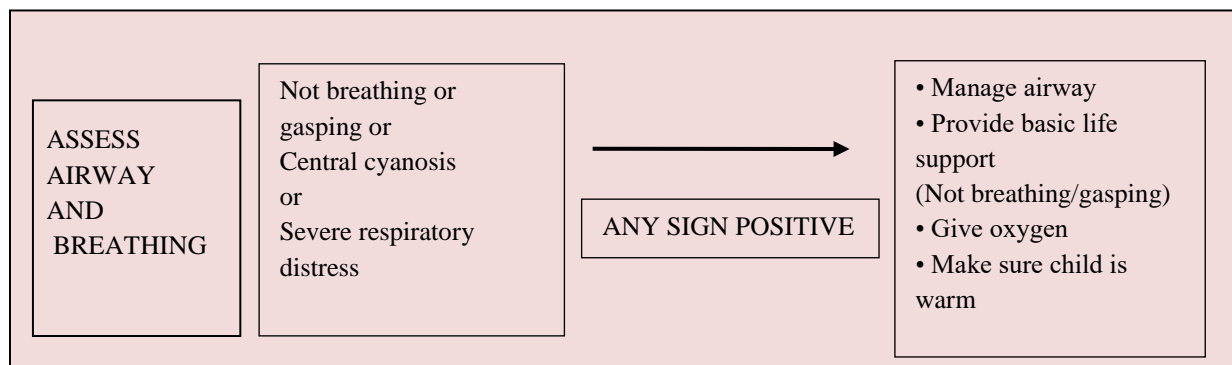 ASSESS
AIRWAY
AND
BREATHING
Not breathing or
gasping or
Central cyanosis
or
Severe respiratory
distress
ANY SIGN POSITIVE
• Manage airway
• Provide basic life
support
(Not breathing/gasping)
• Give oxygen
• Make sure child is
warm